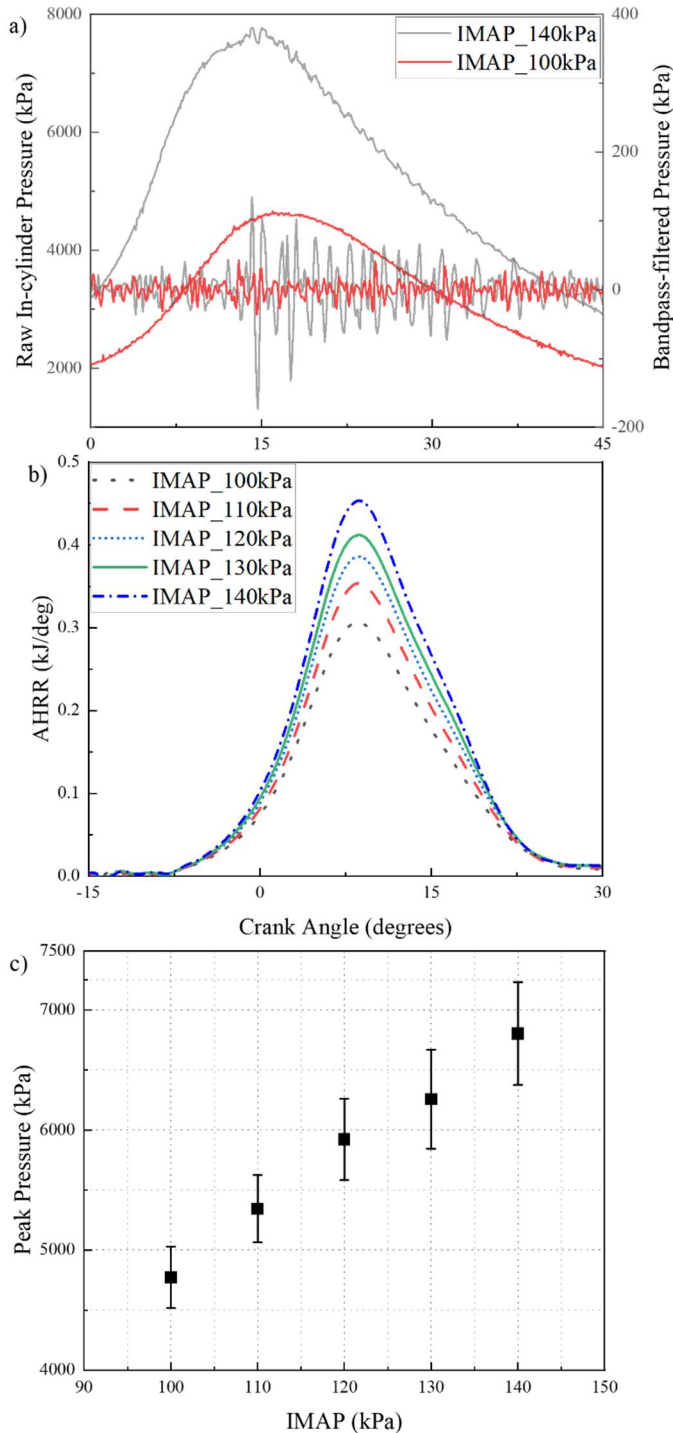 a)
IMAP_140kPa
IMAP_100kPa
8000
6000
4000
2000
Raw In-cylinder Pressure (kPa)
400
200
0
-200
Bandpass-filtered Pressure (kPa)
0
15
30
45
b)
IMAP_100kPa
IMAP_110kPa
IMAP_120kPa
IMAP_130kPa
IMAP_140kPa
0.5
0.4
0.3
0.2
0.1
0.0
AHRR (kJ/deg)
-15
0
15
30
Crank Angle (degrees)
c)
7500
7000
6000
5000
4000
Peak Pressure (kPa)
90
100
110
120
130
140
150
IMAP (kPa)